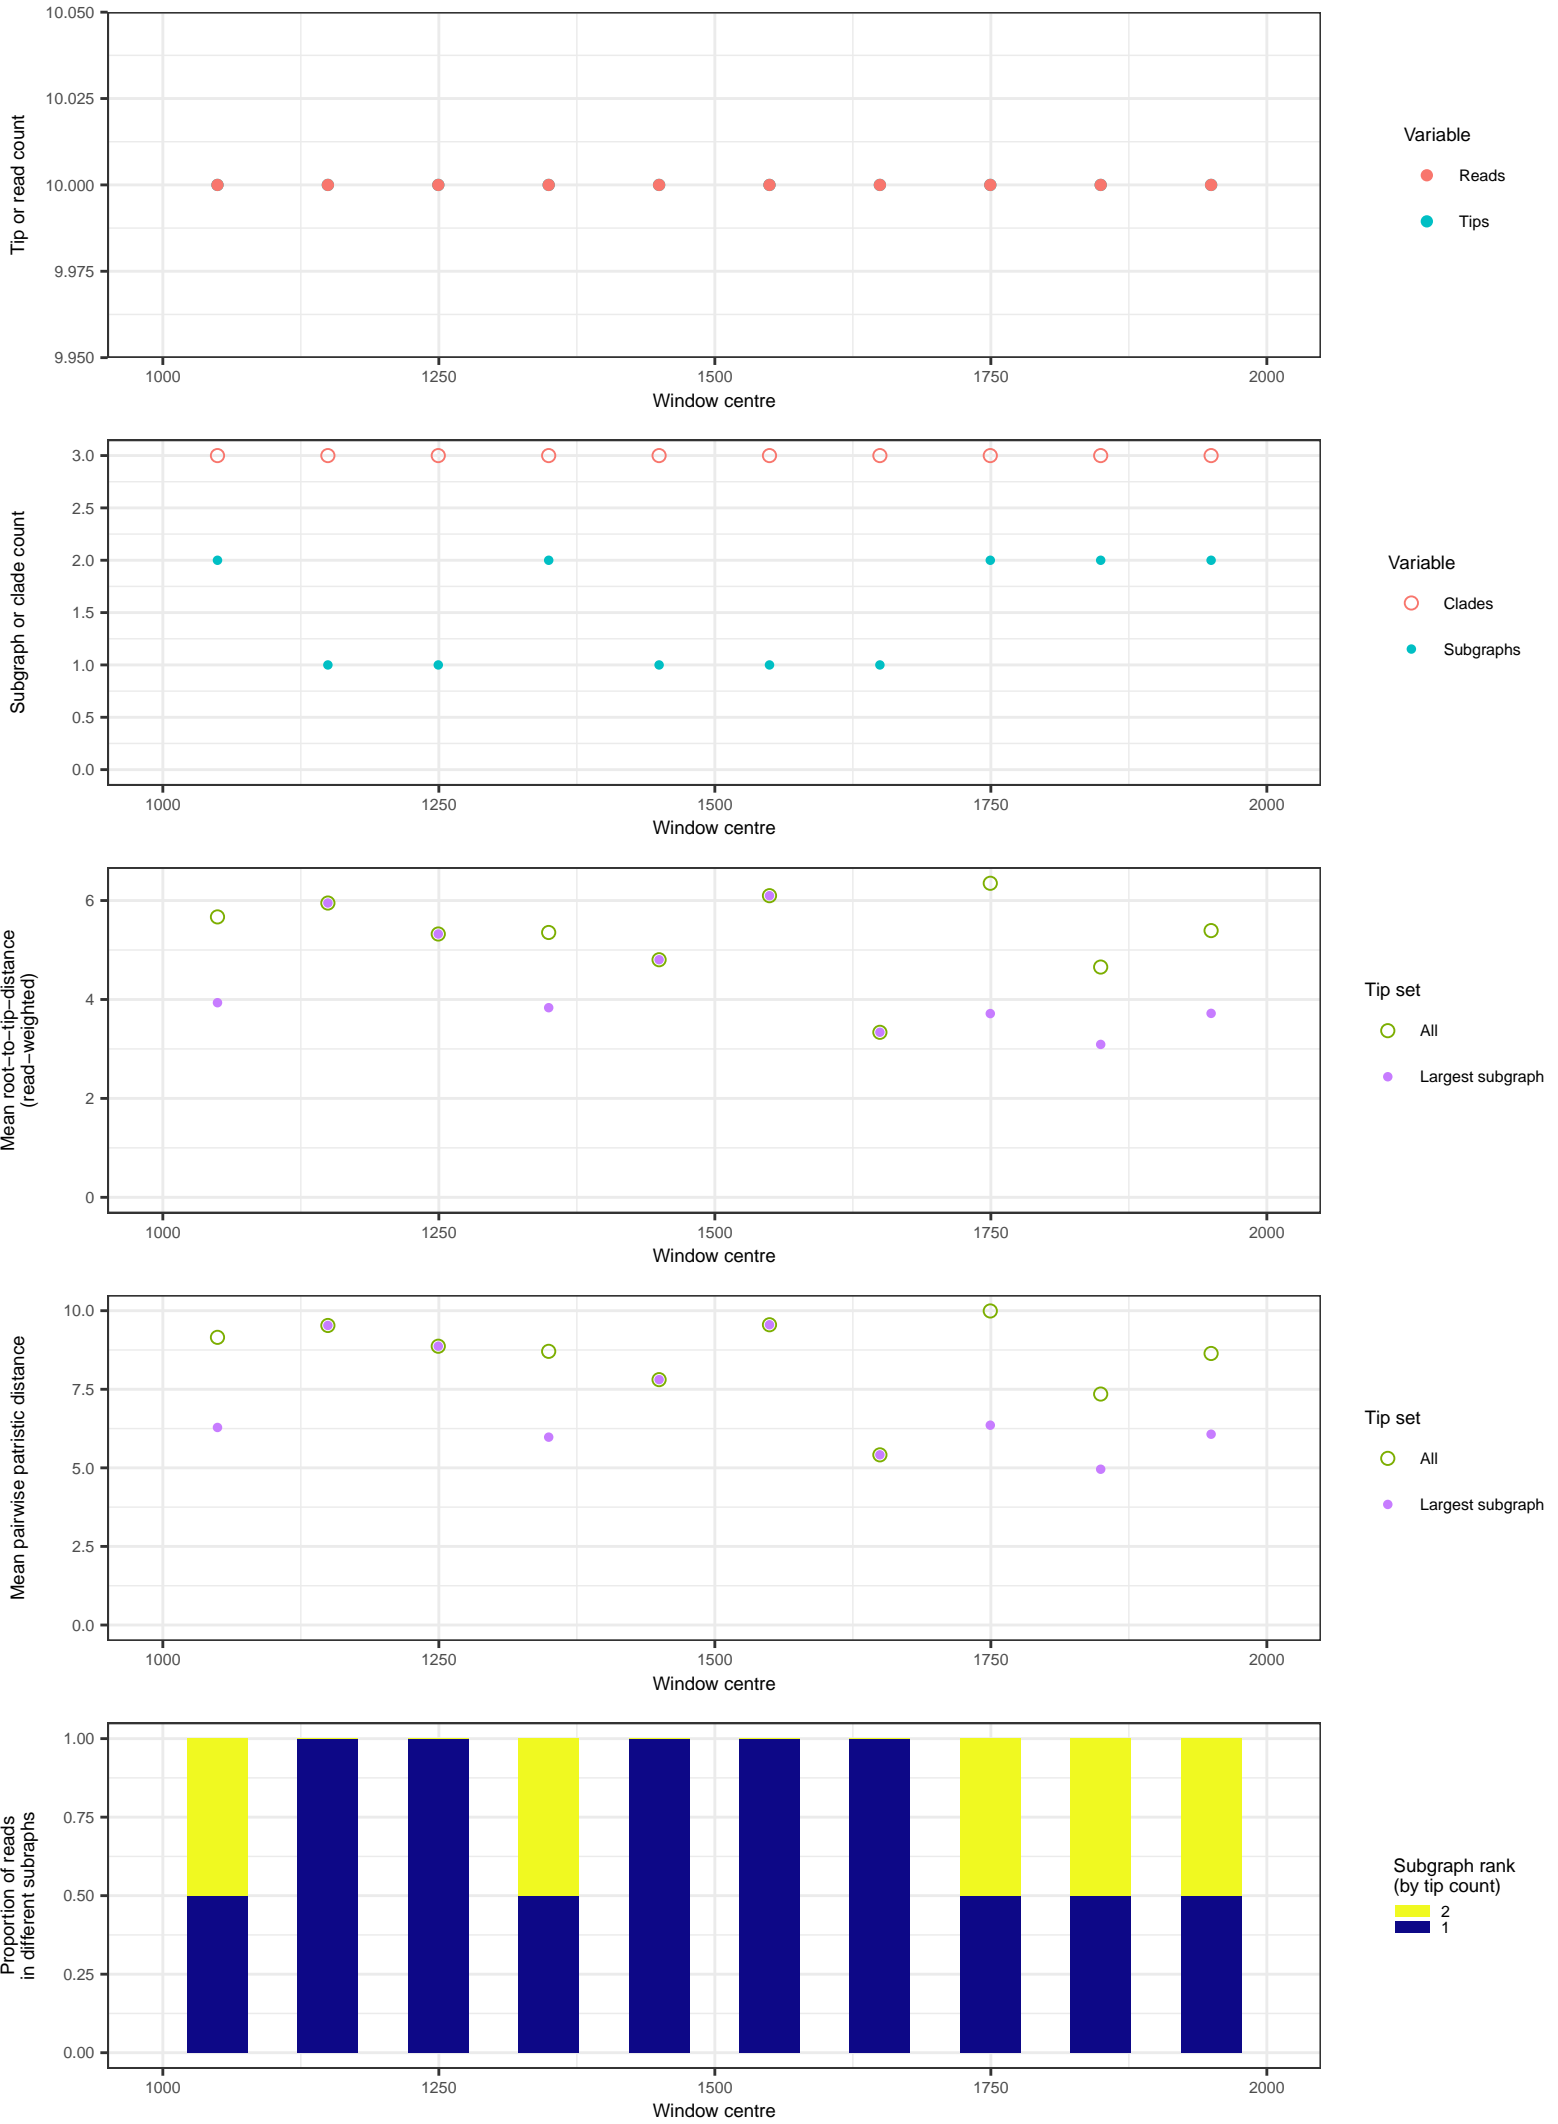 10.050
10.025
10.000
9.975
9.950
Tip or read count
1000
1250
1500
1750
2000
Window centre
Variable
Reads
Tips
3.0
2.5
2.0
1.5
1.0
0.5
0.0
Subgraph or clade count
1000
1250
1500
1750
2000
Window centre
Variable
Clades
Subgraphs
6
4
2
0
Mean root−to−tip−distance
(read−weighted)
1000
1250
1500
1750
2000
Window centre
Tip set
All
Largest subgraph
10.0
7.5
5.0
2.5
0.0
Mean pairwise patristic distance
1000
1250
1500
1750
2000
Window centre
Tip set
All
Largest subgraph
1.00
0.75
0.50
0.25
0.00
Proportion of reads
in different subraphs
1000
1250
1500
1750
2000
Window centre
Subgraph rank
(by tip count)
2
1